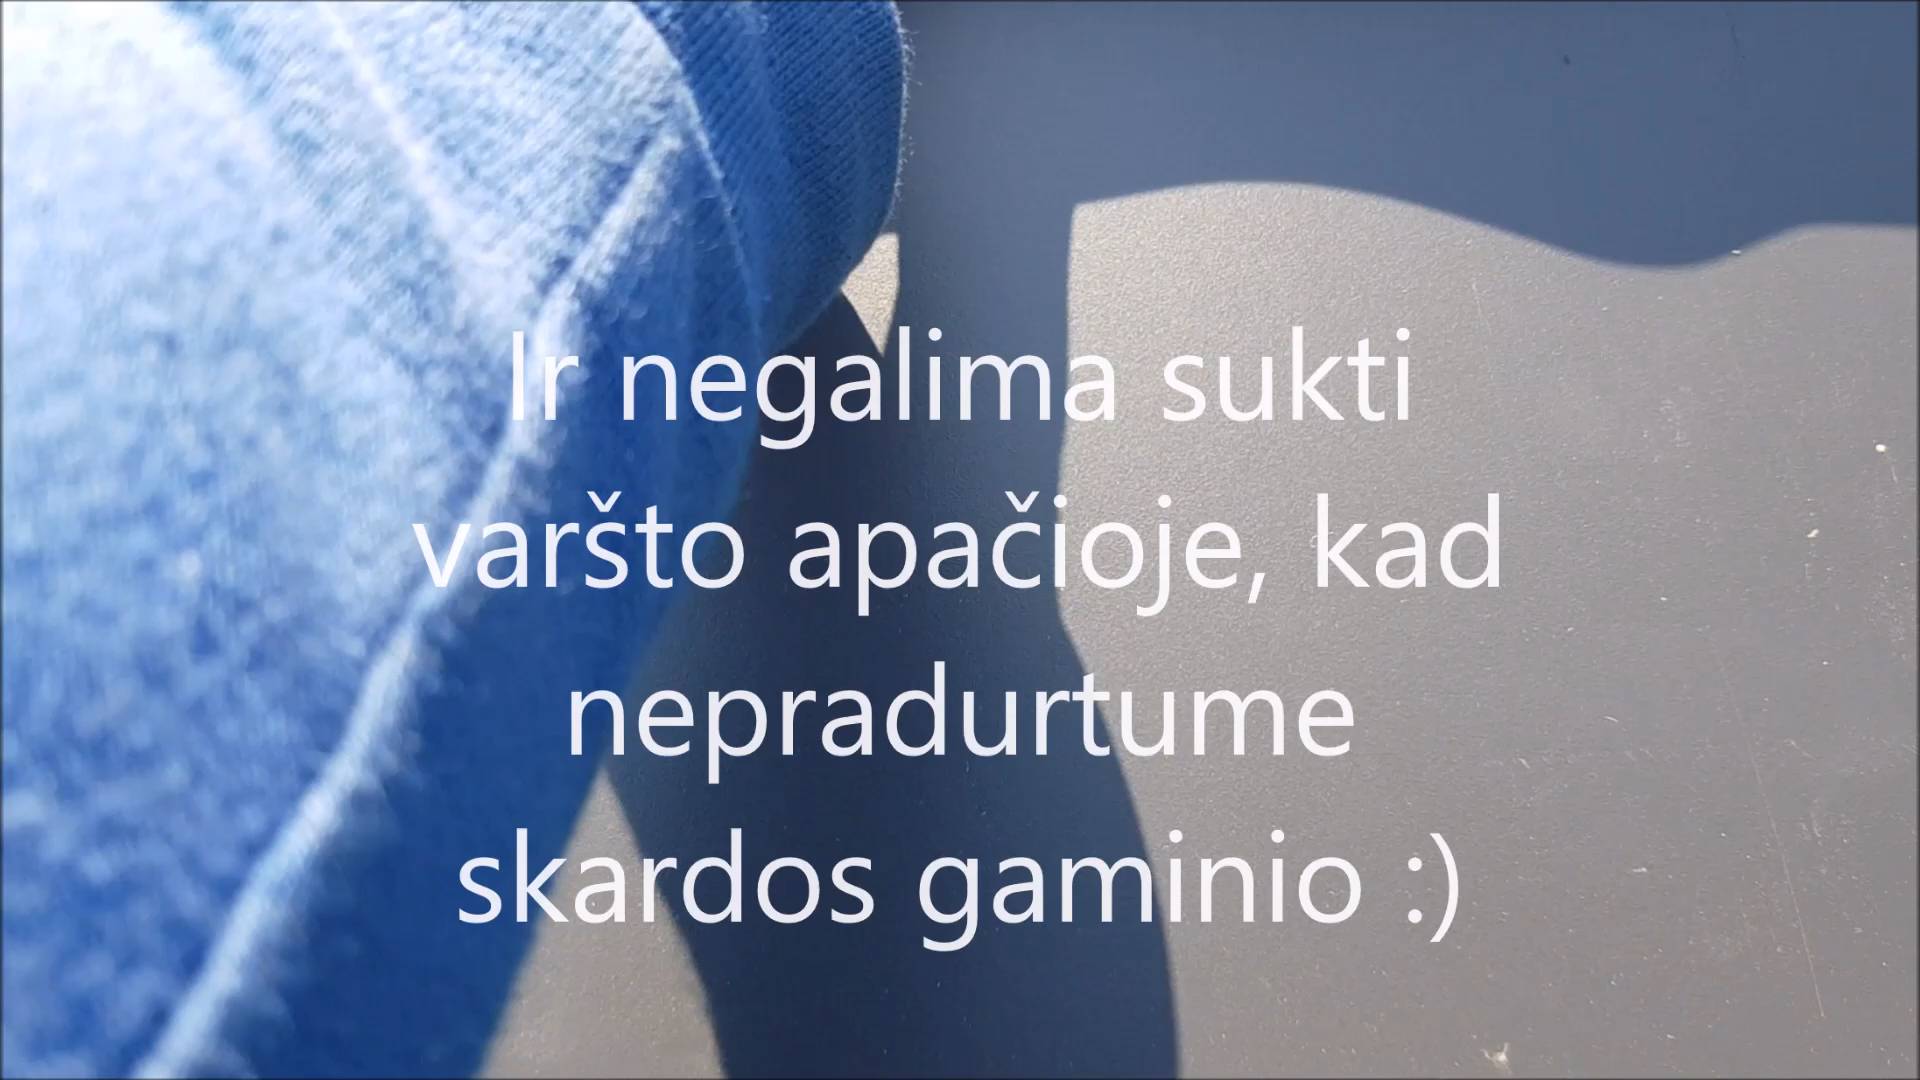 Ir negalima sukti
varšto apačioje, kad
nepradurtume
skardos gaminio :)